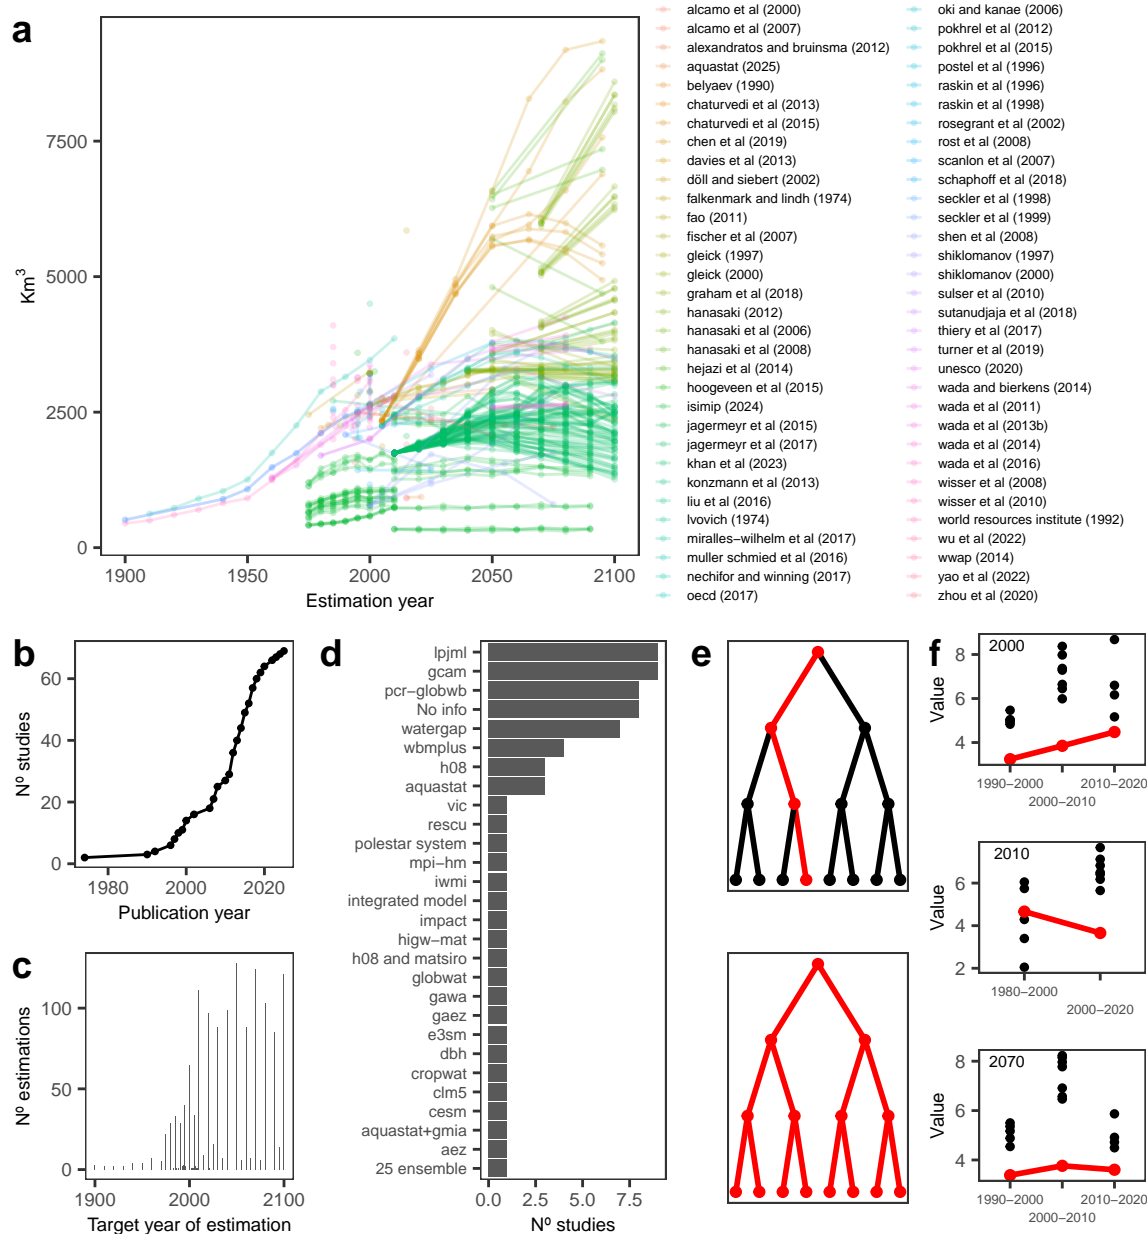 a
Km3
7500
5000
2500
0
1900
1950
2000
2050
2100
Estimation year
alcamo et al (2000)
alcamo et al (2007)
alexandratos and bruinsma (2012)
aquastat (2025)
belyaev (1990)
chaturvedi et al (2013)
chaturvedi et al (2015)
chen et al (2019)
davies et al (2013)
döll and siebert (2002)
falkenmark and lindh (1974)
fao (2011)
fischer et al (2007)
gleick (1997)
gleick (2000)
graham et al (2018)
hanasaki (2012)
hanasaki et al (2006)
hanasaki et al (2008)
hejazi et al (2014)
hoogeveen et al (2015)
isimip (2024)
jagermeyr et al (2015)
jagermeyr et al (2017)
khan et al (2023)
konzmann et al (2013)
liu et al (2016)
lvovich (1974)
miralles−wilhelm et al (2017)
muller schmied et al (2016)
nechifor and winning (2017)
oecd (2017)
oki and kanae (2006)
pokhrel et al (2012)
pokhrel et al (2015)
postel et al (1996)
raskin et al (1996)
raskin et al (1998)
rosegrant et al (2002)
rost et al (2008)
scanlon et al (2007)
schaphoff et al (2018)
seckler et al (1998)
seckler et al (1999)
shen et al (2008)
shiklomanov (1997)
shiklomanov (2000)
sulser et al (2010)
sutanudjaja et al (2018)
thiery et al (2017)
turner et al (2019)
unesco (2020)
wada and bierkens (2014)
wada et al (2011)
wada et al (2013b)
wada et al (2014)
wada et al (2016)
wisser et al (2008)
wisser et al (2010)
world resources institute (1992)
wu et al (2022)
wwap (2014)
yao et al (2022)
zhou et al (2020)
b
Nº studies
60
40
20
0
1980
2000
2020
Publication year
c
Nº estimations
100
50
0
1900
2000
2100
Target year of estimation
d
lpjml
gcam
pcr−globwb
No info
watergap
wbmplus
h08
aquastat
vic
rescu
polestar system
mpi−hm
iwmi
integrated model
impact
higw−mat
h08 and matsiro
globwat
gawa
gaez
e3sm
dbh
cropwat
clm5
cesm
aquastat+gmia
aez
25 ensemble
0.0
2.5
5.0
7.5
Nº studies
e
f
2000
Value
8
6
4
1990−2000
2000−2010
2010−2020
2010
Value
6
4
2
1980−2000
2000−2020
2070
Value
8
6
4
1990−2000
2000−2010
2010−2020